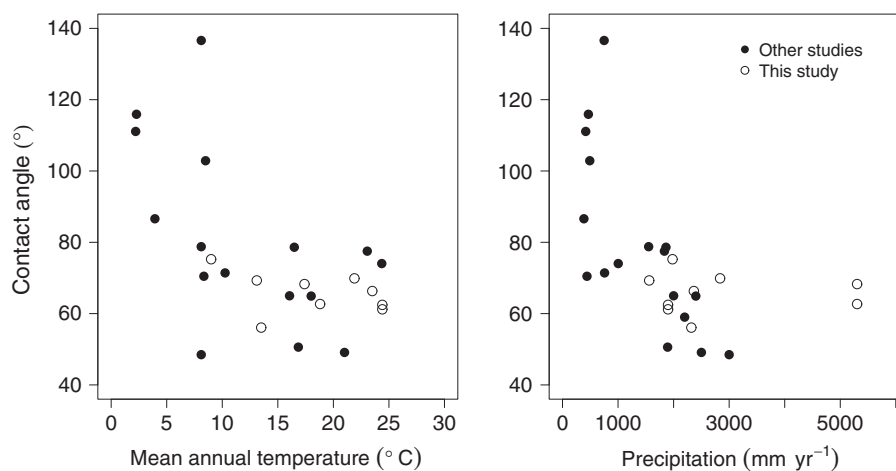 140
120
100
80
60
40
Contact angle (°)
0 5 10 15 20 25 30
Mean annual temperature (° C)
140
120
100
80
60
40
Other studies
This study
0 1000 3000 5000
Precipitation (mm yr⁻¹)